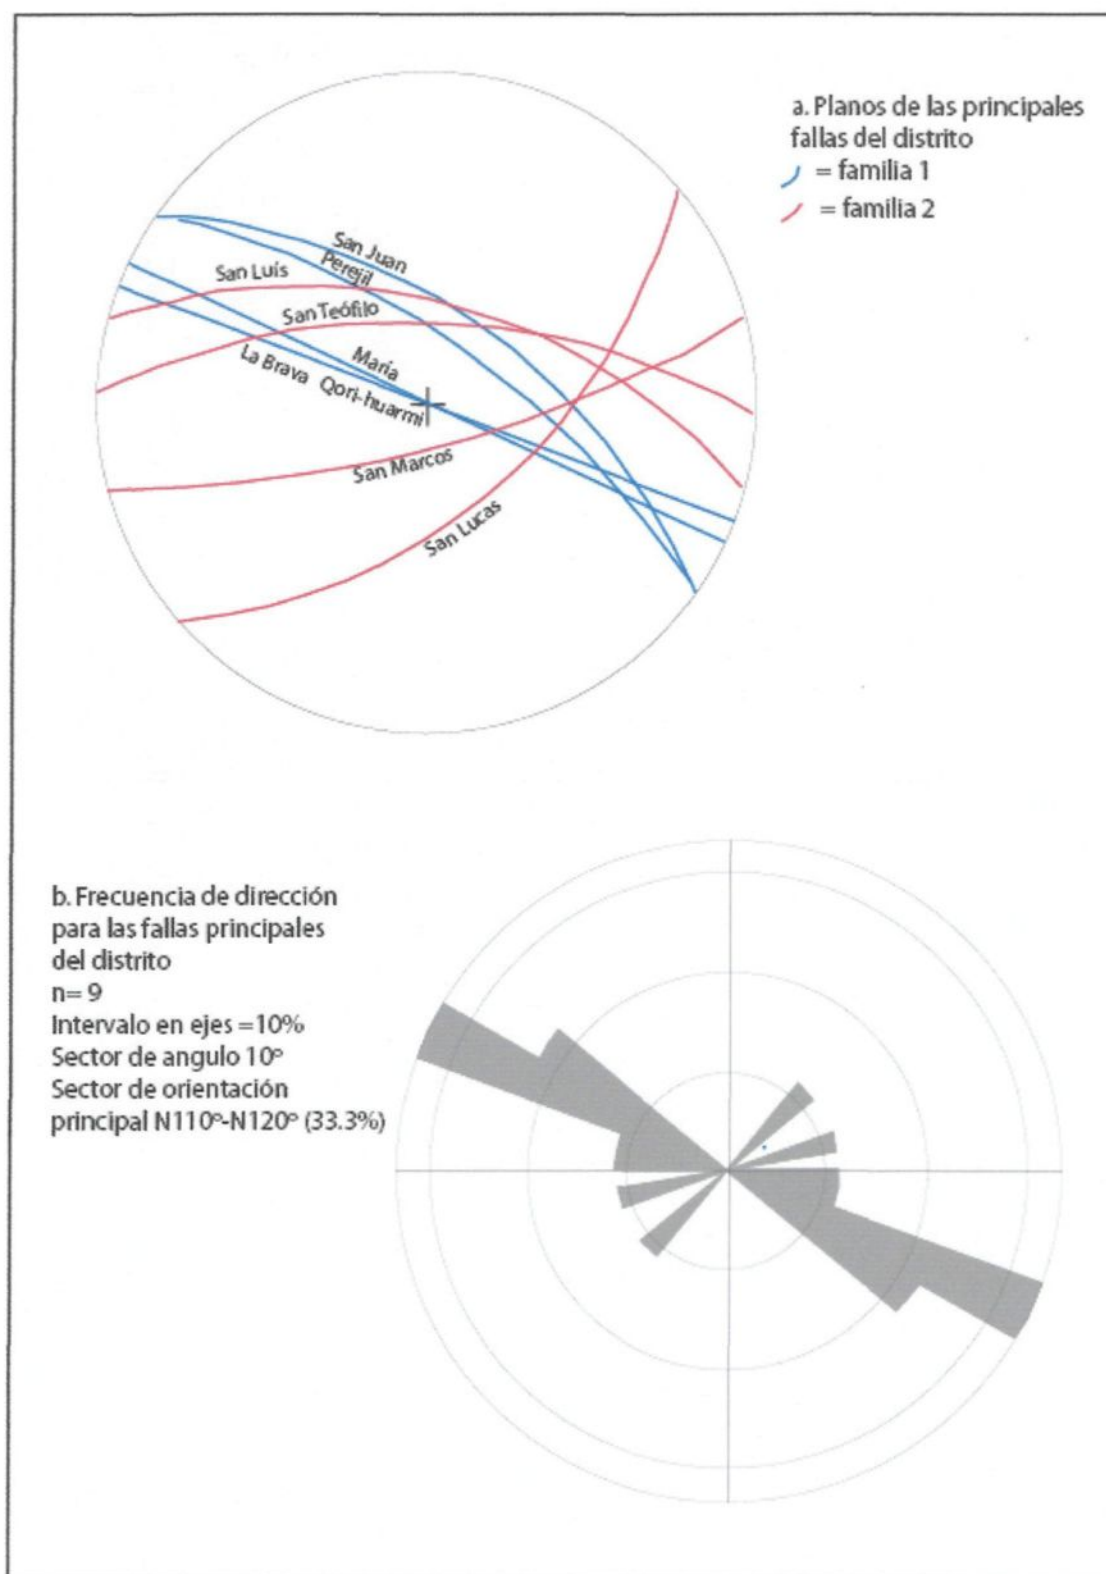 a. Planos de las principales
fallas del distrito
= familia 1
= familia 2
San Juan
Perejil
San Luís
San Teófilo
María
La Brava Qori-huarmi
San Marcos
San Lucas
b. Frecuencia de dirección
para las fallas principales
del distrito
n= 9
Intervalo en ejes =10%
Sector de angulo 10º
Sector de orientación
principal N110º-N120º (33.3%)